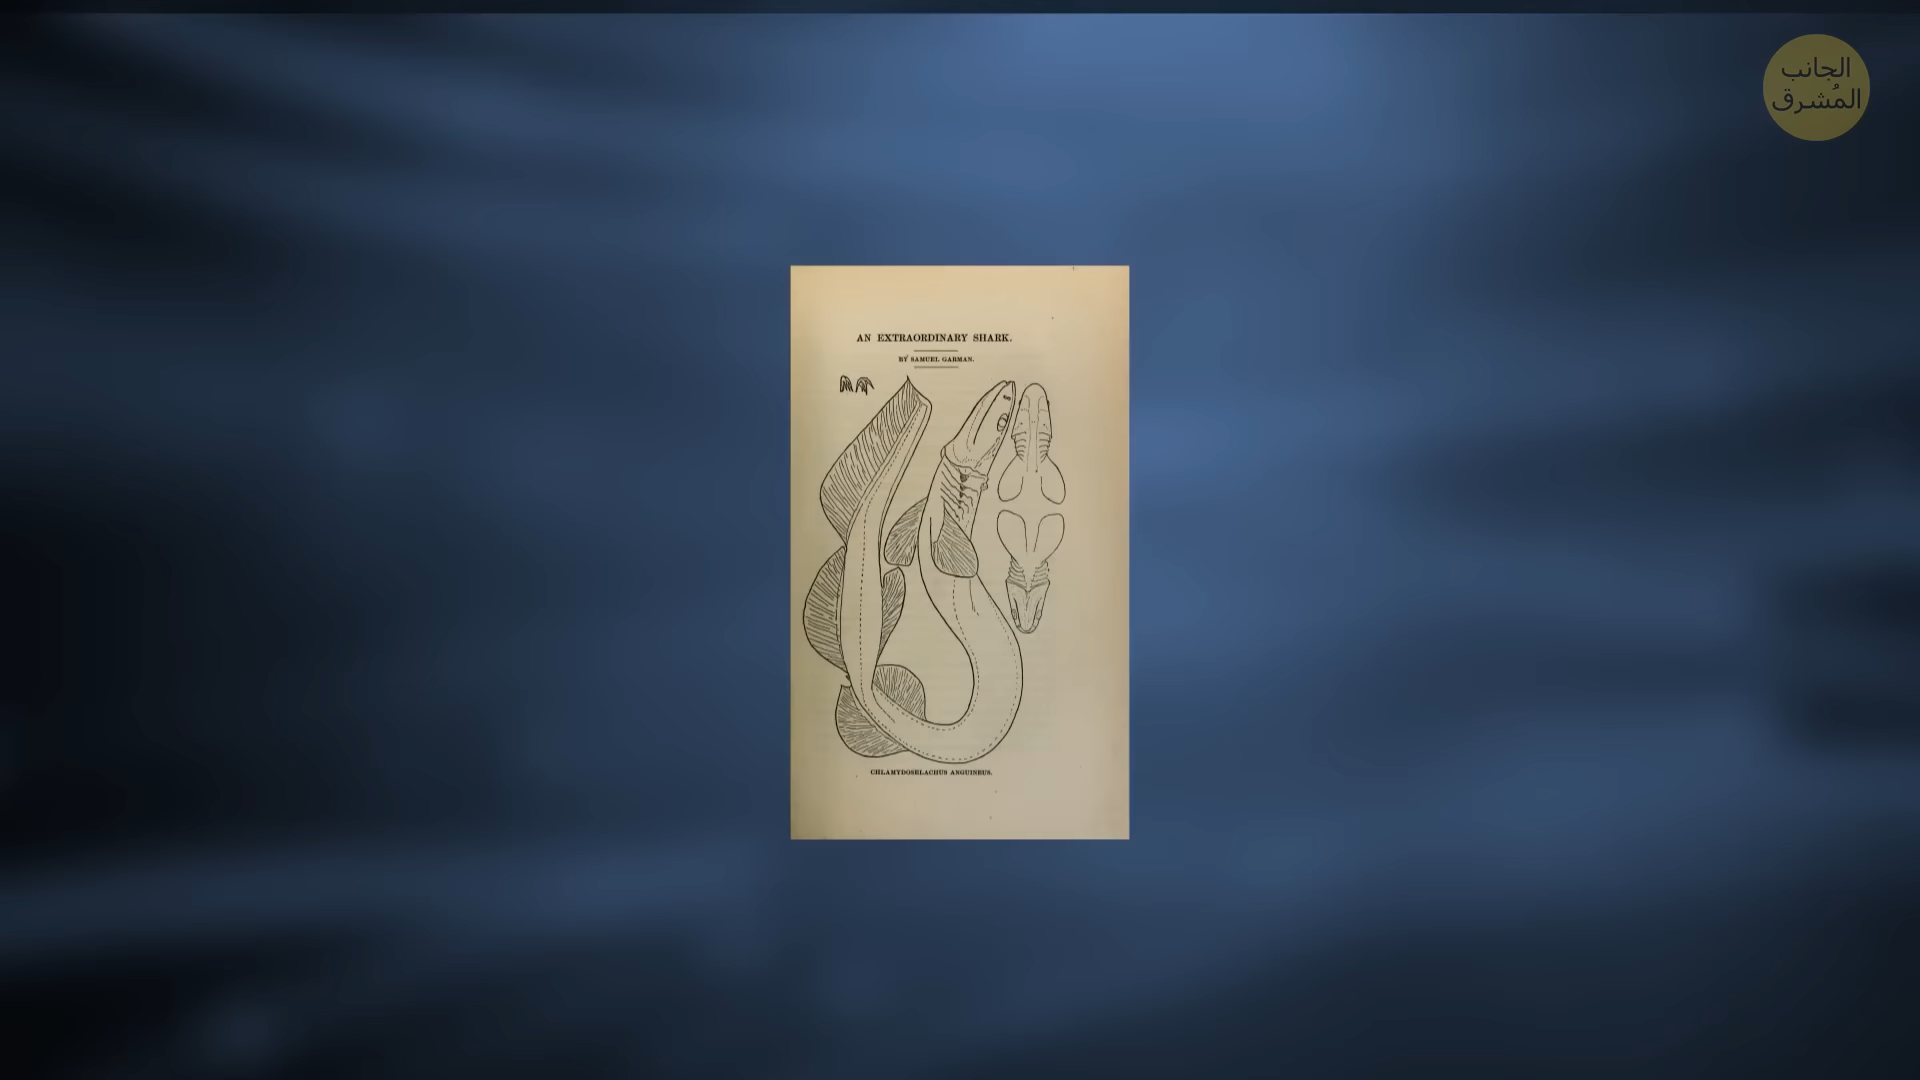 الجانب
المُشرق
AN EXTRAORDINARY SHARK.
BY SAMUEL GARMAN.
CHLAMYDOSELACHUS ANGUINEUS.